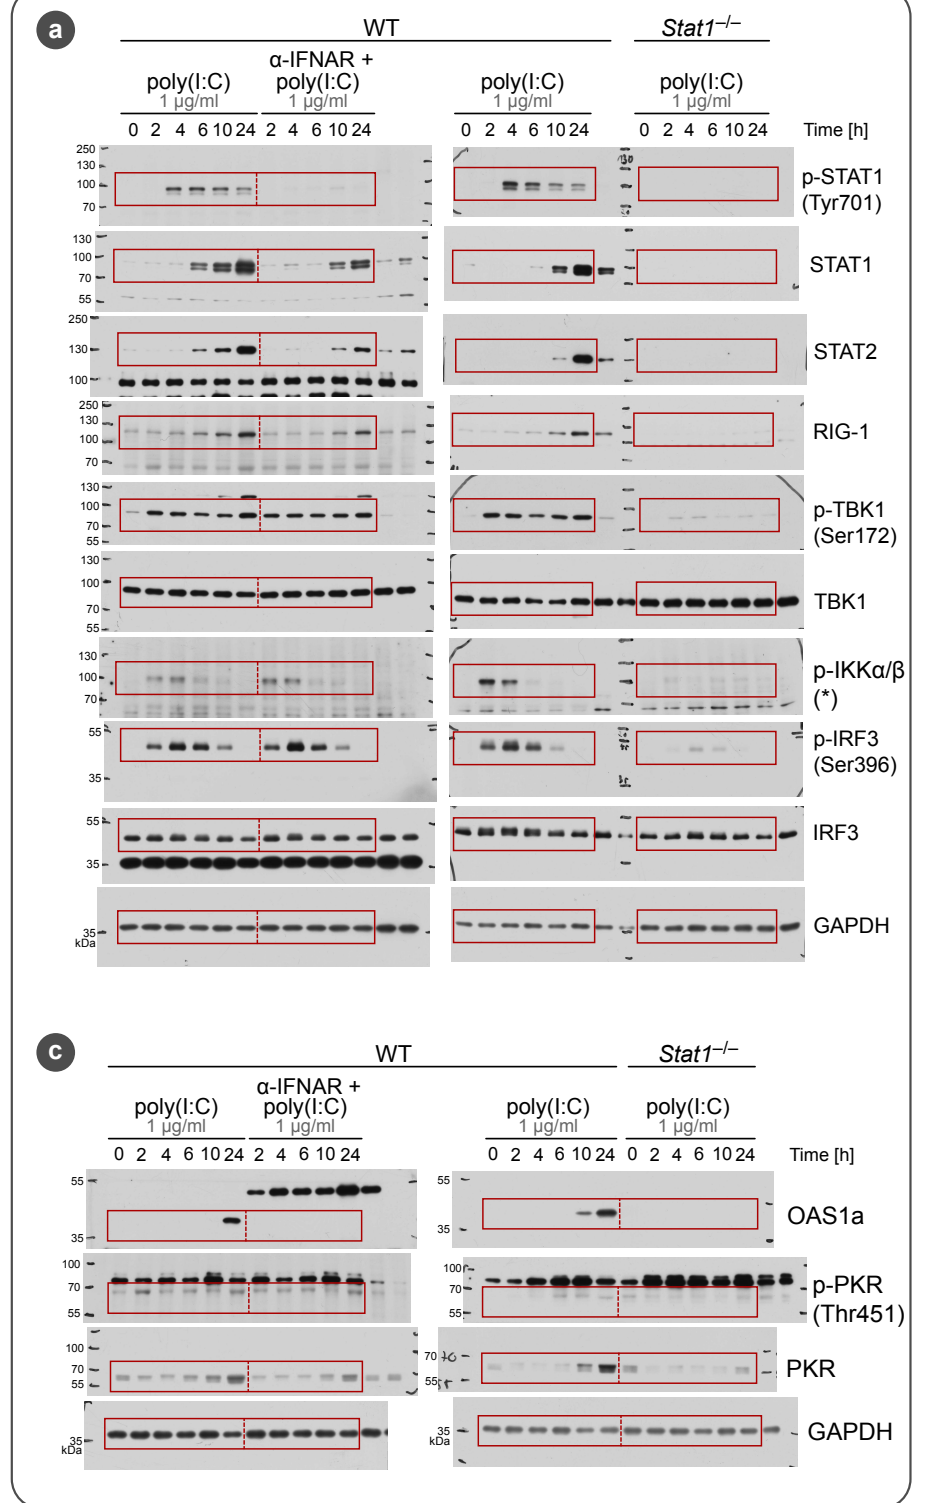 a
WT
Stat1–/–
α-IFNAR +
poly(I:C)
poly(I:C)
poly(I:C)
poly(I:C)
1 µg/ml
1 µg/ml
1 µg/ml
1 µg/ml
0 2 4 6 10 24 2 4 6 10 24
0 2 4 6 10 24
0 2 4 6 10 24
Time [h]
250
130
100
70
130
p-STAT1
(Tyr701)
130
100
70
55
STAT1
250
130
100
STAT2
250
130
100
70
RIG-1
130
100
70
55
p-TBK1
(Ser172)
130
100
70
55
TBK1
130
100
70
p-IKKα/β
(*)
55
35
p-IRF3
(Ser396)
55
35
IRF3
35
kDa
GAPDH
c
WT
Stat1–/–
α-IFNAR +
poly(I:C)
poly(I:C)
poly(I:C)
poly(I:C)
1 µg/ml
1 µg/ml
1 µg/ml
1 µg/ml
0 2 4 6 10 24 2 4 6 10 24
0 2 4 6 10 24
0 2 4 6 10 24
Time [h]
55
35
55
35
OAS1a
100
70
55
100
70
55
p-PKR
(Thr451)
100
70
55
70
55
PKR
35
kDa
35
kDa
GAPDH